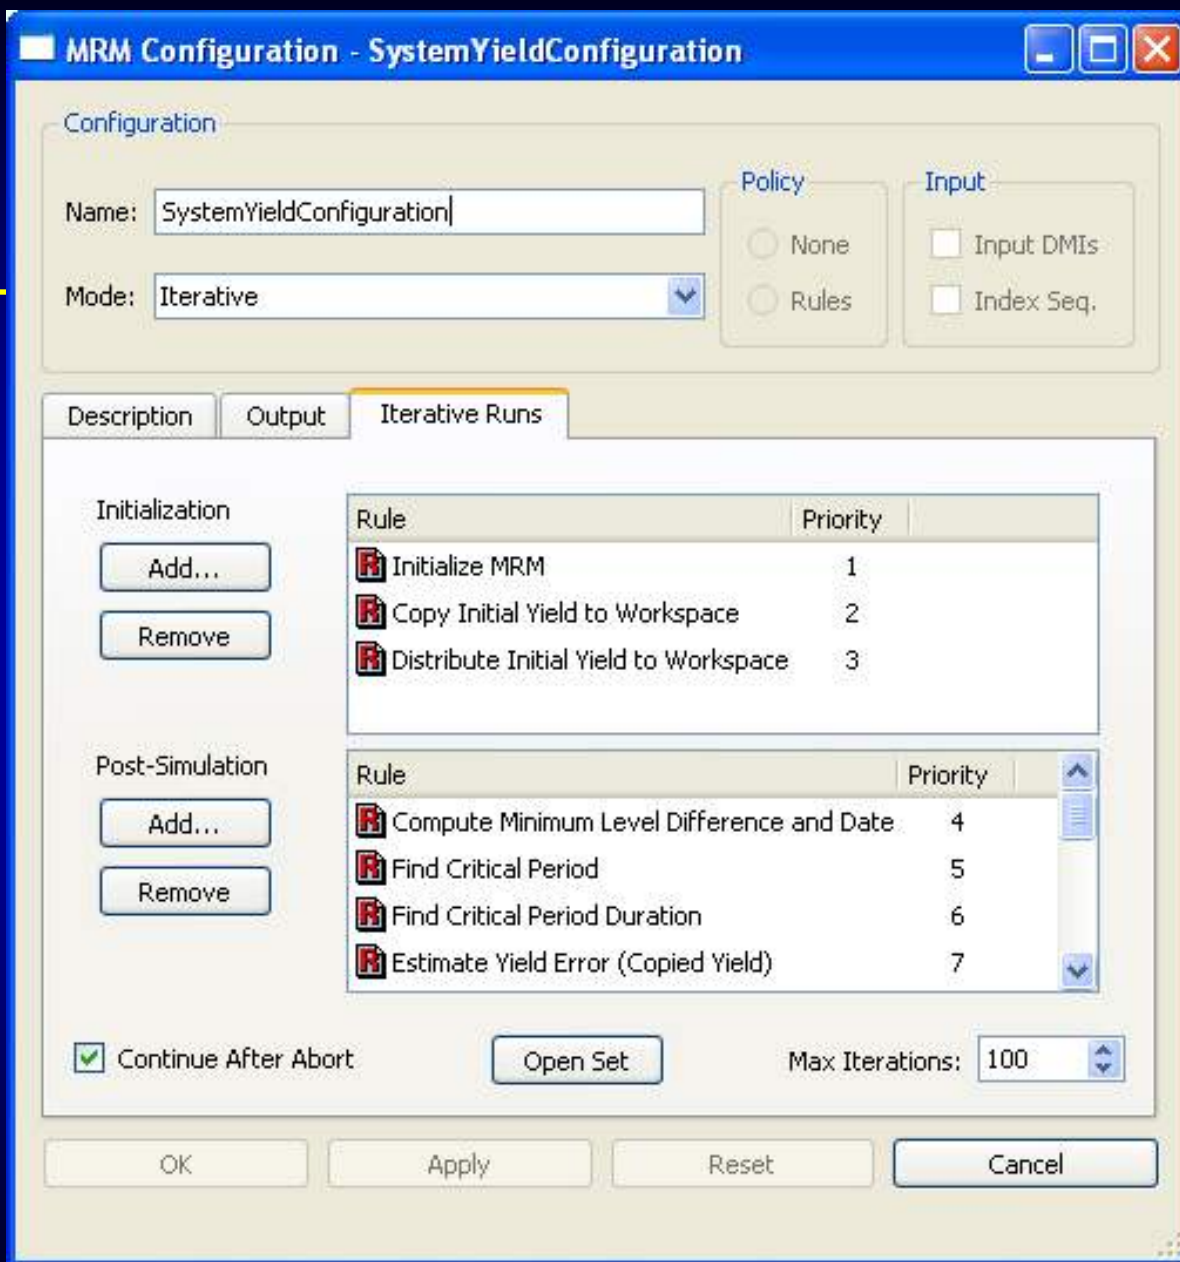 MRM Configuration - SystemYieldConfiguration
Configuration
Name: SystemYieldConfiguration
Mode: Iterative
Policy
None
Rules
Input
Input DMIs
Index Seq.
Description Output Iterative Runs
Initialization
Add...
Remove
Rule Priority
Initialize MRM 1
Copy Initial Yield to Workspace 2
Distribute Initial Yield to Workspace 3
Post-Simulation
Add...
Remove
Rule Priority
Compute Minimum Level Difference and Date 4
Find Critical Period 5
Find Critical Period Duration 6
Estimate Yield Error (Copied Yield) 7
Continue After Abort Open Set Max Iterations: 100
OK Apply Reset Cancel